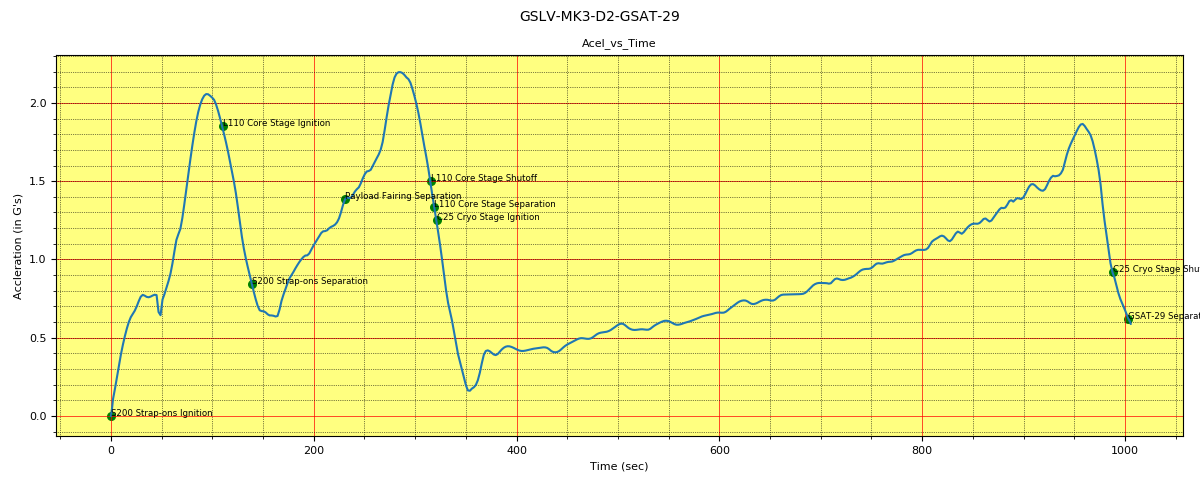 GSLV-MK3-D2-GSAT-29
Acel_vs_Time
2.0
L110 Core Stage Ignition
1.5
L110 Core Stage Shutoff
Payload Fairing Separation
L110 Core Stage Separation
C25 Cryo Stage Ignition
1.0
C25 Cryo Stage Shu
S200 Strap-ons Separation
GSAT-29 Separat
0.5
0.0
S200 Strap-ons Ignition
Accleration (in G's)
0 200 400 600 800 1000
Time (sec)